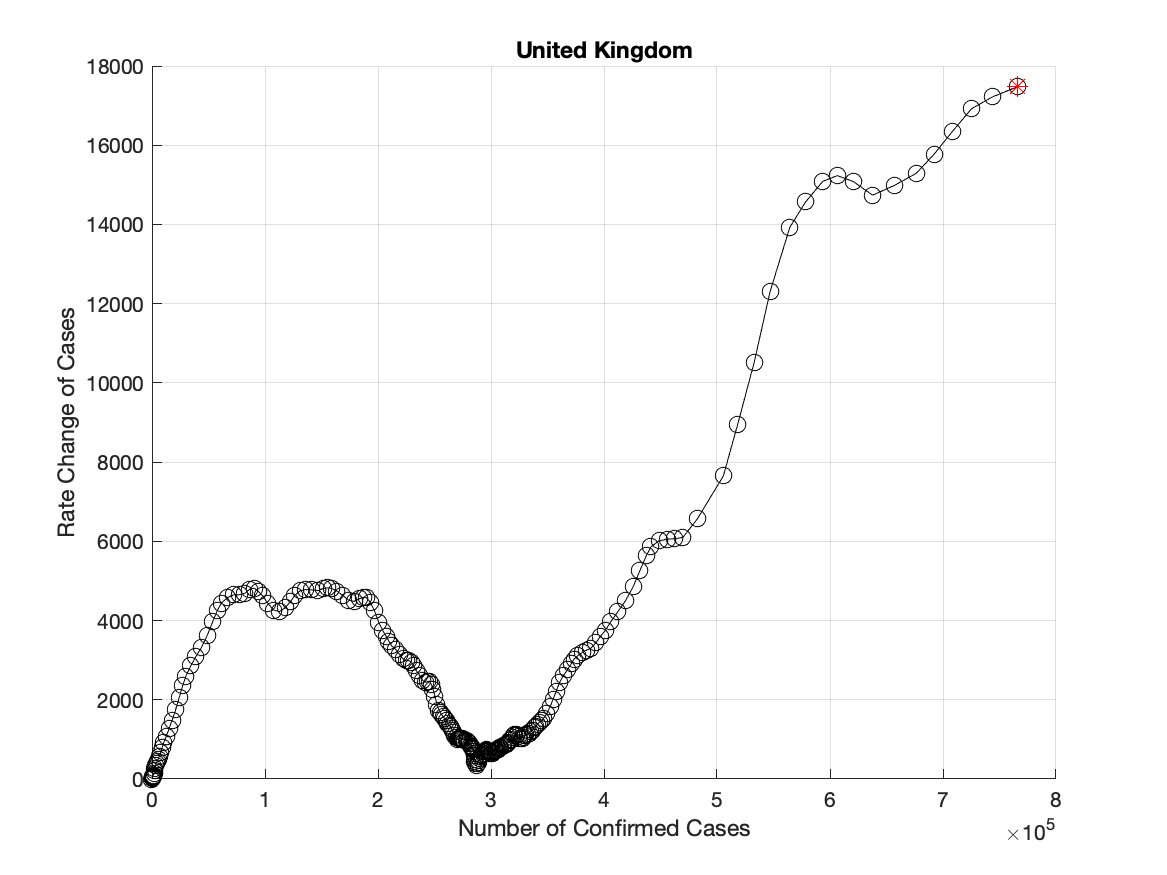 United Kingdom
18000
16000
14000
12000
10000
8000
6000
4000
2000
0
Rate Change of Cases
0 1 2 3 4 5 6 7 8
Number of Confirmed Cases
×10⁵